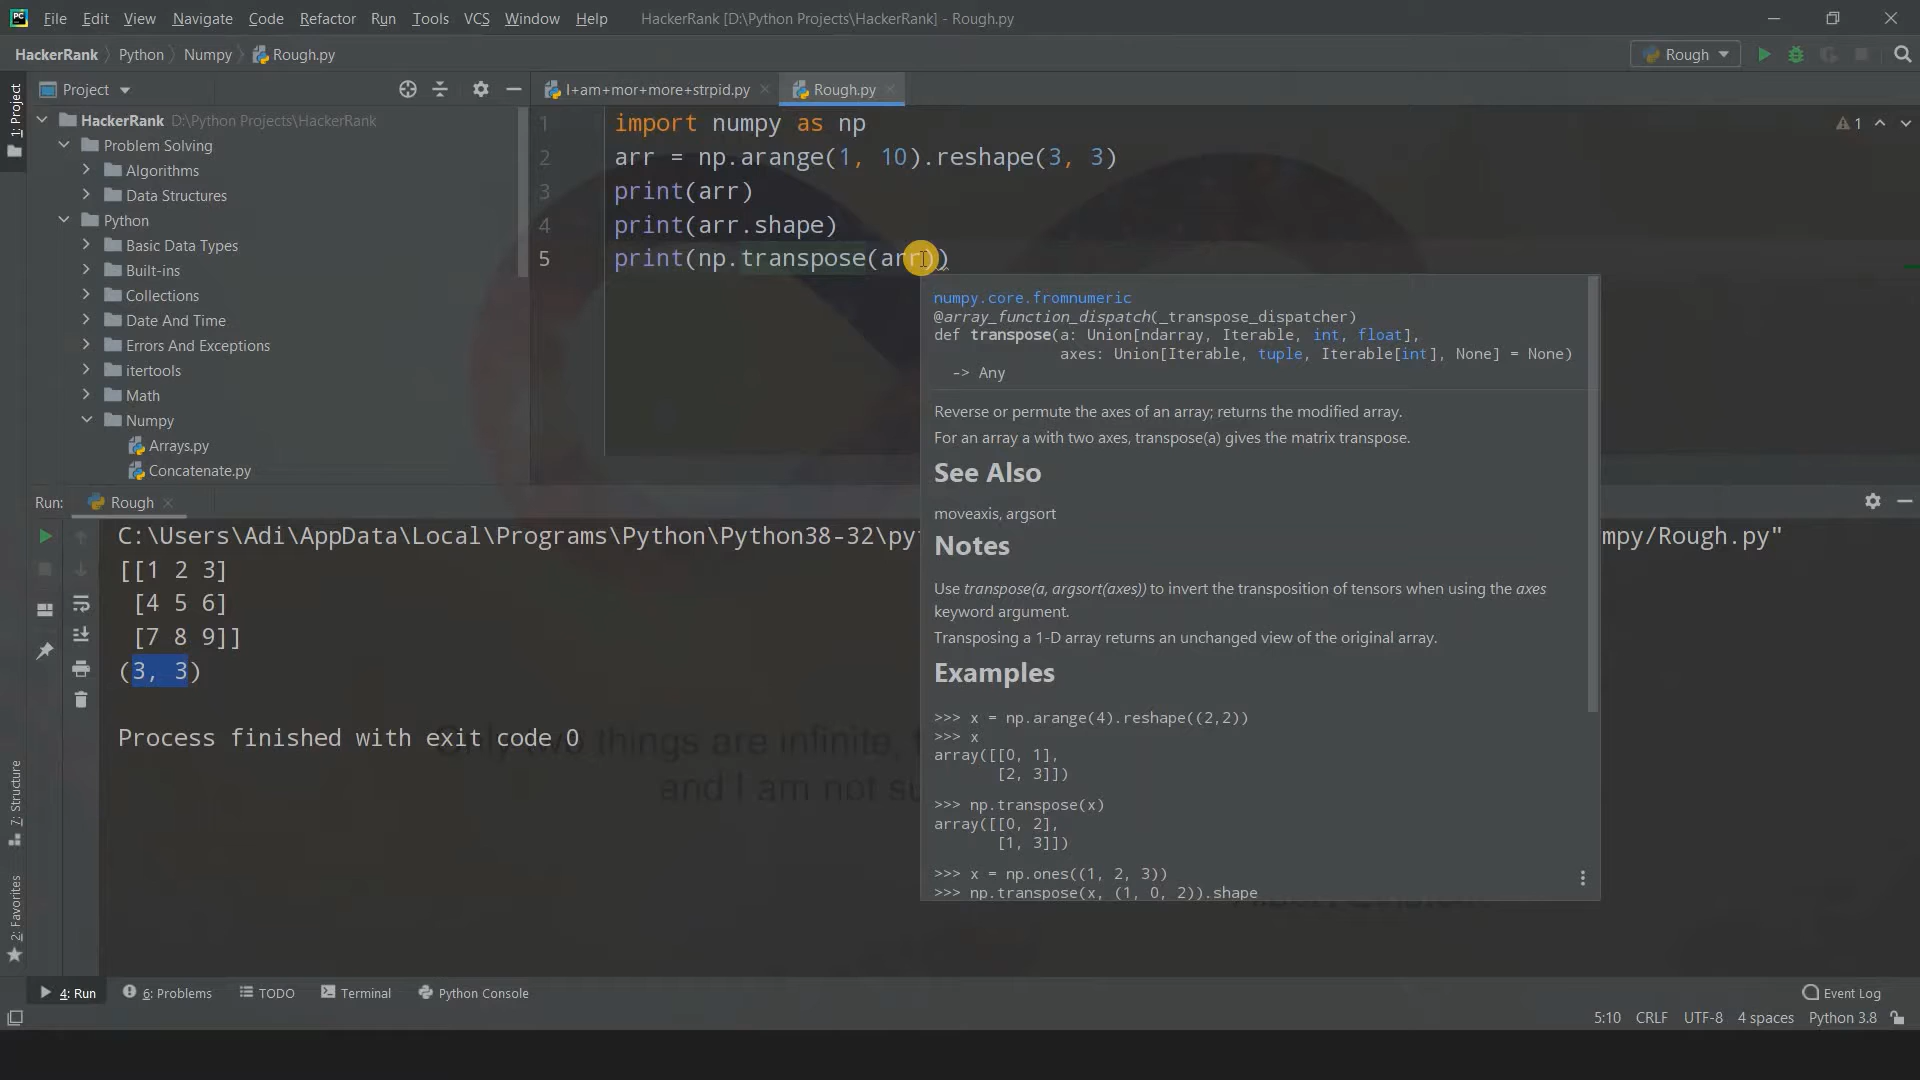 File Edit View Navigate Code Refactor Run Tools VCS Window Help HackerRank [D:\Python Projects\HackerRank] - Rough.py
HackerRank Python Numpy Rough.py Rough
1: Project
Project
HackerRank D:\Python Projects\HackerRank
Problem Solving
Algorithms
Data Structures
Python
Basic Data Types
Built-ins
Collections
Date And Time
Errors And Exceptions
itertools
Math
Numpy
Arrays.py
Concatenate.py
I+am+mor+more+strpid.py Rough.py
1 import numpy as np
2 arr = np.arange(1, 10).reshape(3, 3)
3 print(arr)
4 print(arr.shape)
5 print(np.transpose(arr))
1
numpy.core.fromnumeric
@array_function_dispatch(_transpose_dispatcher)
def transpose(a: Union[ndarray, Iterable, int, float],
axes: Union[Iterable, tuple, Iterable[int], None] = None)
-> Any
Reverse or permute the axes of an array; returns the modified array.
For an array a with two axes, transpose(a) gives the matrix transpose.
See Also
moveaxis, argsort
Notes
Use transpose(a, argsort(axes)) to invert the transposition of tensors when using the axes
keyword argument.
Transposing a 1-D array returns an unchanged view of the original array.
Examples
>>> x = np.arange(4).reshape((2,2))
>>> x
array([[0, 1],
[2, 3]])
>>> np.transpose(x)
array([[0, 2],
[1, 3]])
>>> x = np.ones((1, 2, 3))
>>> np.transpose(x, (1, 0, 2)).shape
Run: Rough
C:\Users\Adi\AppData\Local\Programs\Python\Python38-32\py mpy/Rough.py"
[[1 2 3]
[4 5 6]
[7 8 9]]
(3, 3)
Process finished with exit code 0
Only two things are infinite,
and I am not su
7: Structure
2: Favorites
4: Run 6: Problems TODO Terminal Python Console Event Log
5:10 CRLF UTF-8 4 spaces Python 3.8